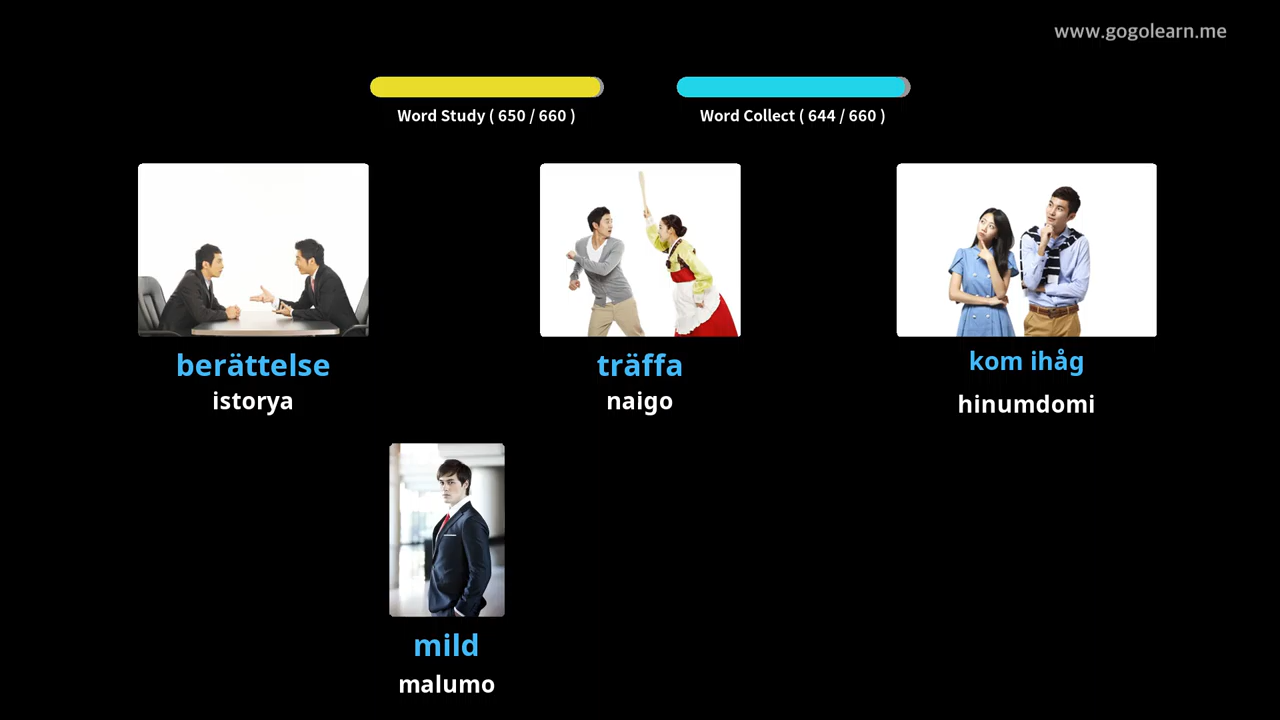 www.gogolearn.me
Word Study ( 650 / 660 )
Word Collect ( 644 / 660 )
berättelse
istorya
träffa
naigo
kom ihåg
hinumdomi
mild
malumo